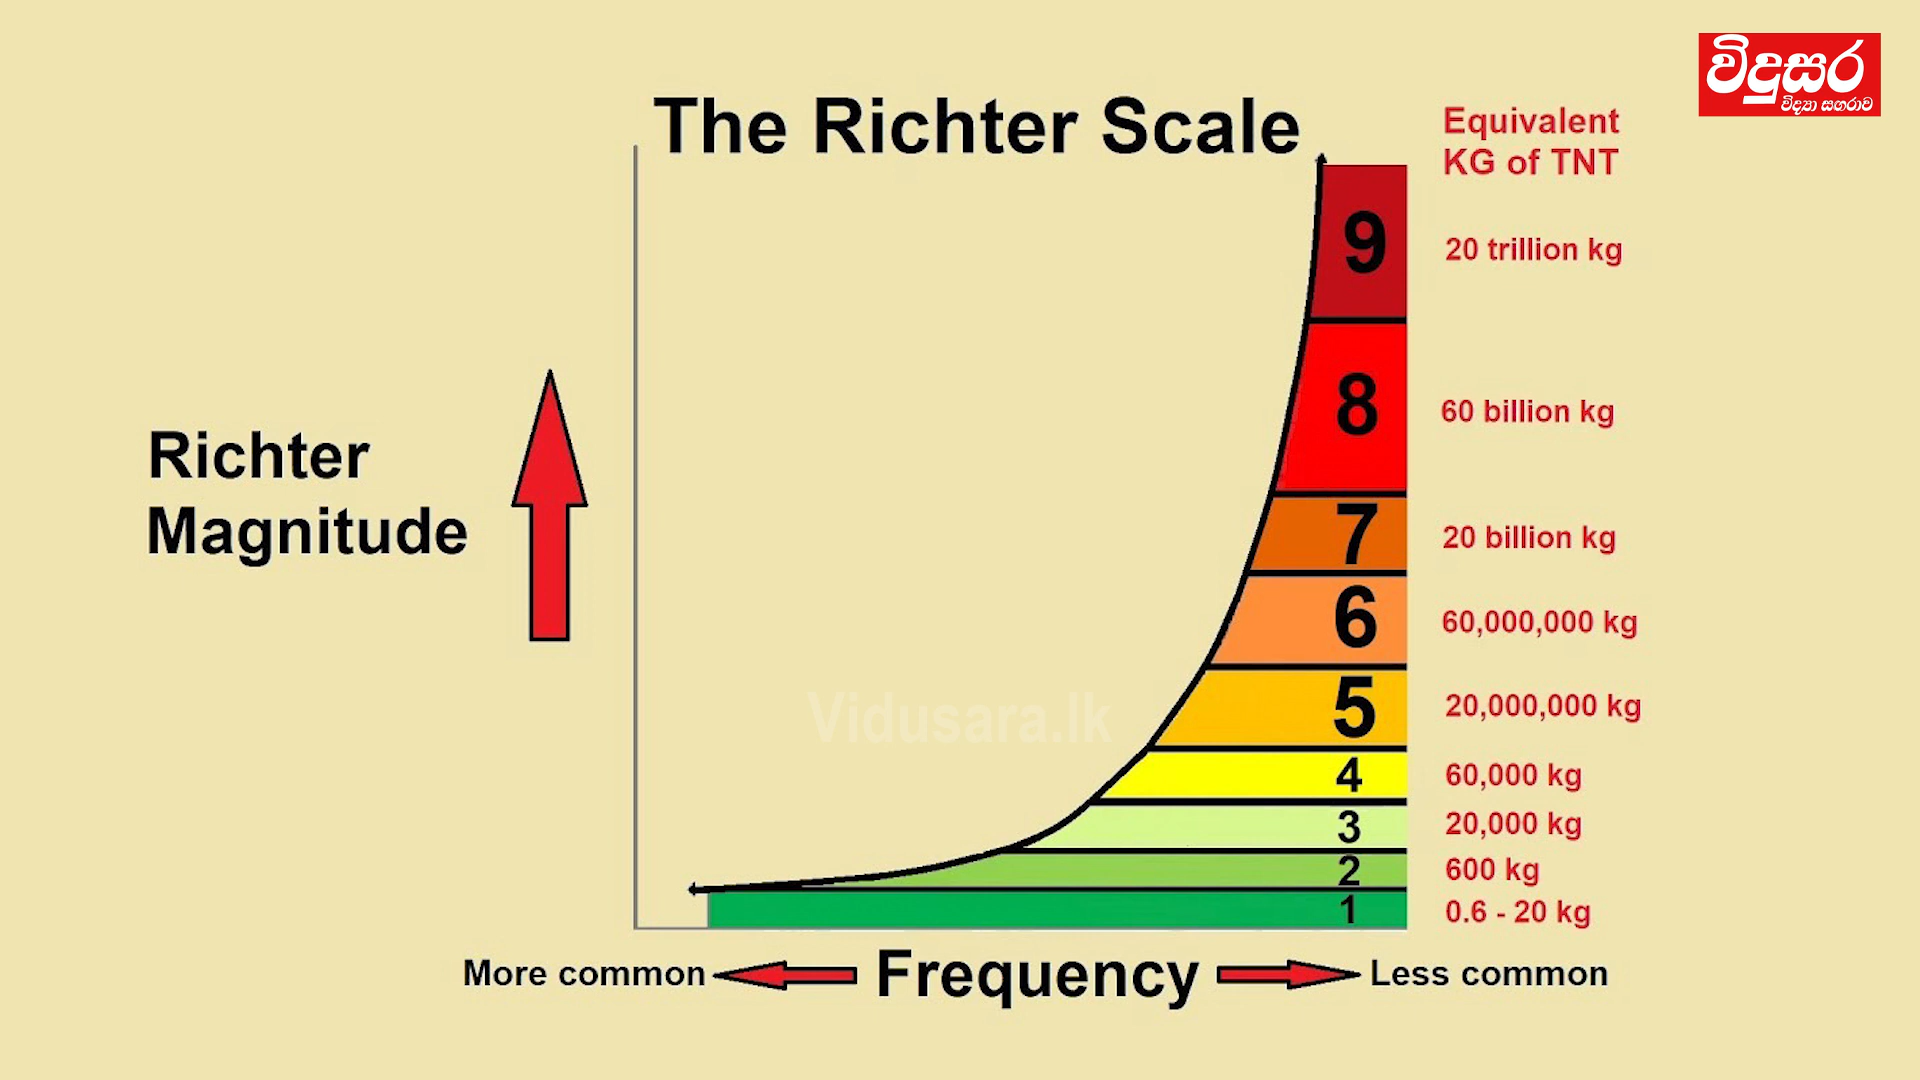 විදුසර
විද්‍යා සඟරාව
The Richter Scale
Equivalent
KG of TNT
9
20 trillion kg
8
60 billion kg
Richter
Magnitude
7
20 billion kg
6
60,000,000 kg
5
20,000,000 kg
Vidusara.lk
4
60,000 kg
3
20,000 kg
2
600 kg
1
0.6 - 20 kg
More common
Frequency
Less common